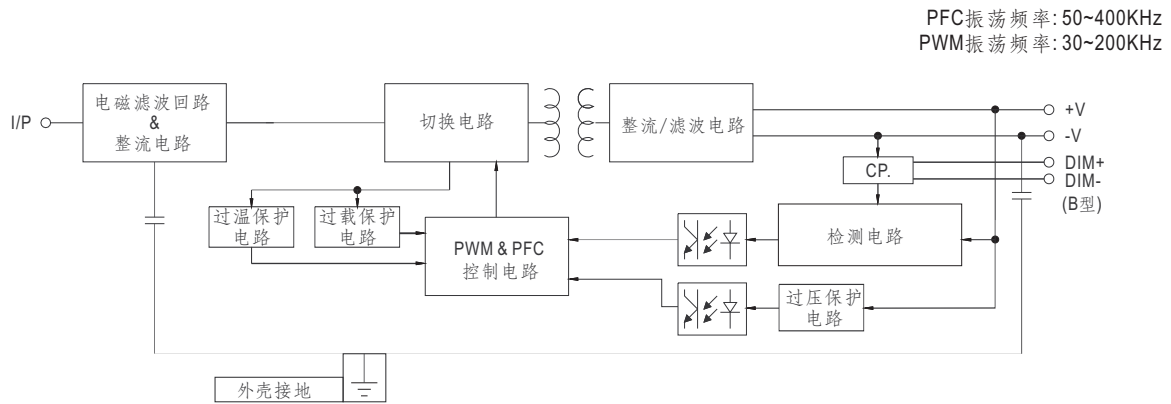 PFC振荡频率: 50~400KHz
PWM振荡频率: 30~200KHz
I/P
电磁滤波回路
&
整流电路
切换电路
整流/滤波电路
+V
-V
DIM+
DIM-
(B型)
CP.
过温保护
电路
过载保护
电路
PWM & PFC
控制电路
检测电路
过压保护
电路
外壳接地